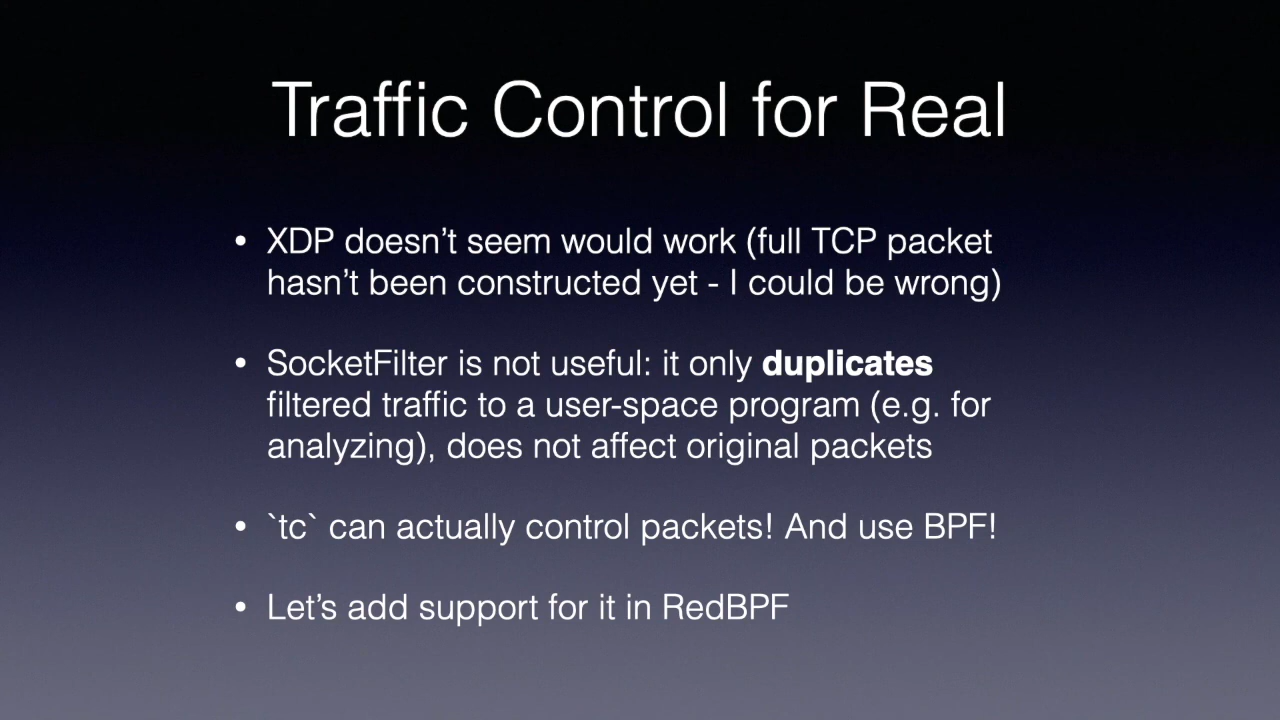 Traffic Control for Real
• XDP doesn’t seem would work (full TCP packet
hasn’t been constructed yet - I could be wrong)
• SocketFilter is not useful: it only duplicates
filtered traffic to a user-space program (e.g. for
analyzing), does not affect original packets
• `tc` can actually control packets! And use BPF!
• Let’s add support for it in RedBPF